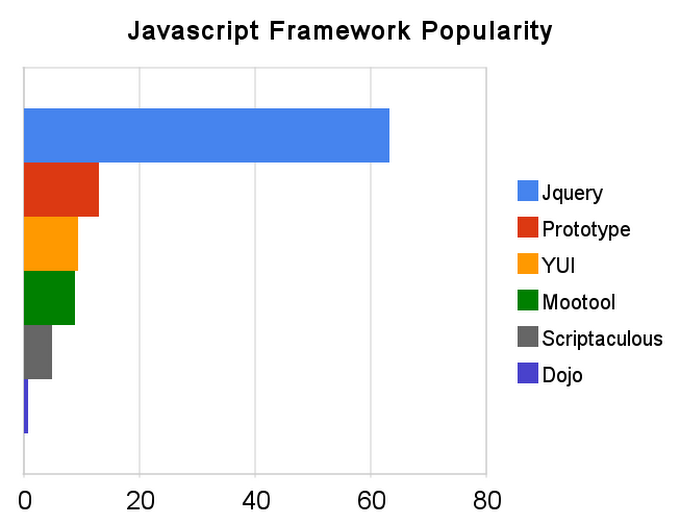 Javascript Framework Popularity
Jquery
Prototype
YUI
Mootool
Scriptaculous
Dojo
0 20 40 60 80